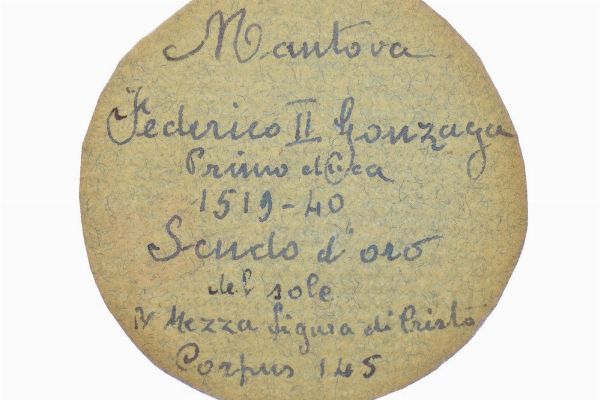 Mantova
Federico II Gonzaga
Primo duca
1519-40
Scudo d'oro
del sole
R/ Mezza figura di Cristo
Corpus 145